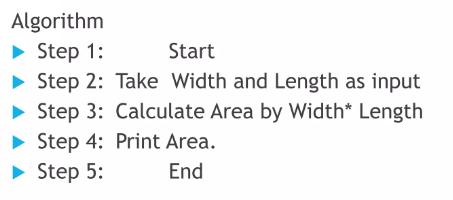 Algorithm
Step 1: Start
Step 2: Take Width and Length as input
Step 3: Calculate Area by Width* Length
Step 4: Print Area.
Step 5: End